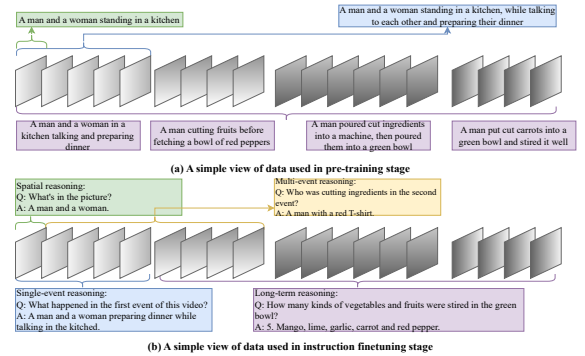 A man and a woman standing in a kitchen
A man and a woman standing in a kitchen, while talking
to each other and preparing their dinner
A man and a woman in a
kitchen talking and preparing
dinner
A man cutting fruits before
fetching a bowl of red peppers
A man poured cut ingredients
into a machine, then poured
them into a green bowl
A man put cut carrots into a
green bowl and stired it well
(a) A simple view of data used in pre-training stage
Spatial reasoning:
Q: What's in the picture?
A: A man and a woman.
Multi-event reasoning:
Q: Who was cutting ingredients in the second
event?
A: A man with a red T-shirt.
Single-event reasoning:
Q: What happened in the first event of this video?
A: A man and a woman preparing dinner while
talking in the kitched.
Long-term reasoning:
Q: How many kinds of vegetables and fruits were stired in the green
bowl?
A: 5. Mango, lime, garlic, carrot and red pepper.
(b) A simple view of data used in instruction finetuning stage